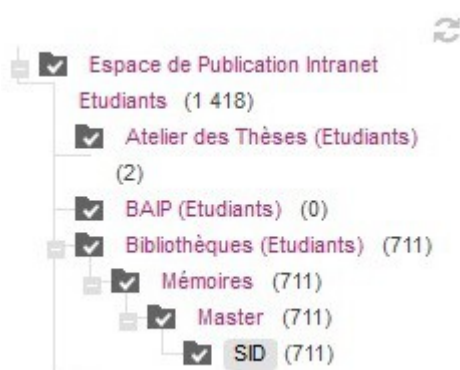 Espace de Publication Intranet
Etudiants (1 418)
Atelier des Thèses (Etudiants)
(2)
BAIP (Etudiants) (0)
Bibliothèques (Etudiants) (711)
Mémoires (711)
Master (711)
SID (711)